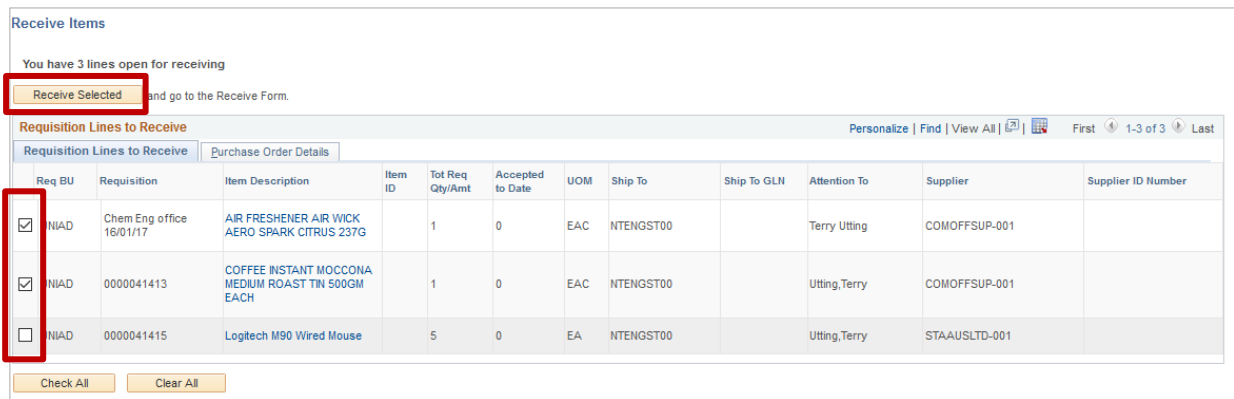 Receive Items
You have 3 lines open for receiving
Receive Selected and go to the Receive Form.
Requisition Lines to Receive Personalize | Find | View All | | First 1-3 of 3 Last
Requisition Lines to Receive Purchase Order Details
Req BU Requisition Item Description Item ID Tot Req Qty/Amt Accepted to Date UOM Ship To Ship To GLN Attention To Supplier Supplier ID Number
UNIAD Chem Eng office 16/01/17 AIR FRESHENER AIR WICK AERO SPARK CITRUS 237G 1 0 EAC NTENGST00 Terry Utting COMOFFSUP-001
UNIAD 0000041413 COFFEE INSTANT MOCCONA MEDIUM ROAST TIN 500GM EACH 1 0 EAC NTENGST00 Utting,Terry COMOFFSUP-001
UNIAD 0000041415 Logitech M90 Wired Mouse 5 0 EA NTENGST00 Utting,Terry STAAUSLTD-001
Check All Clear All